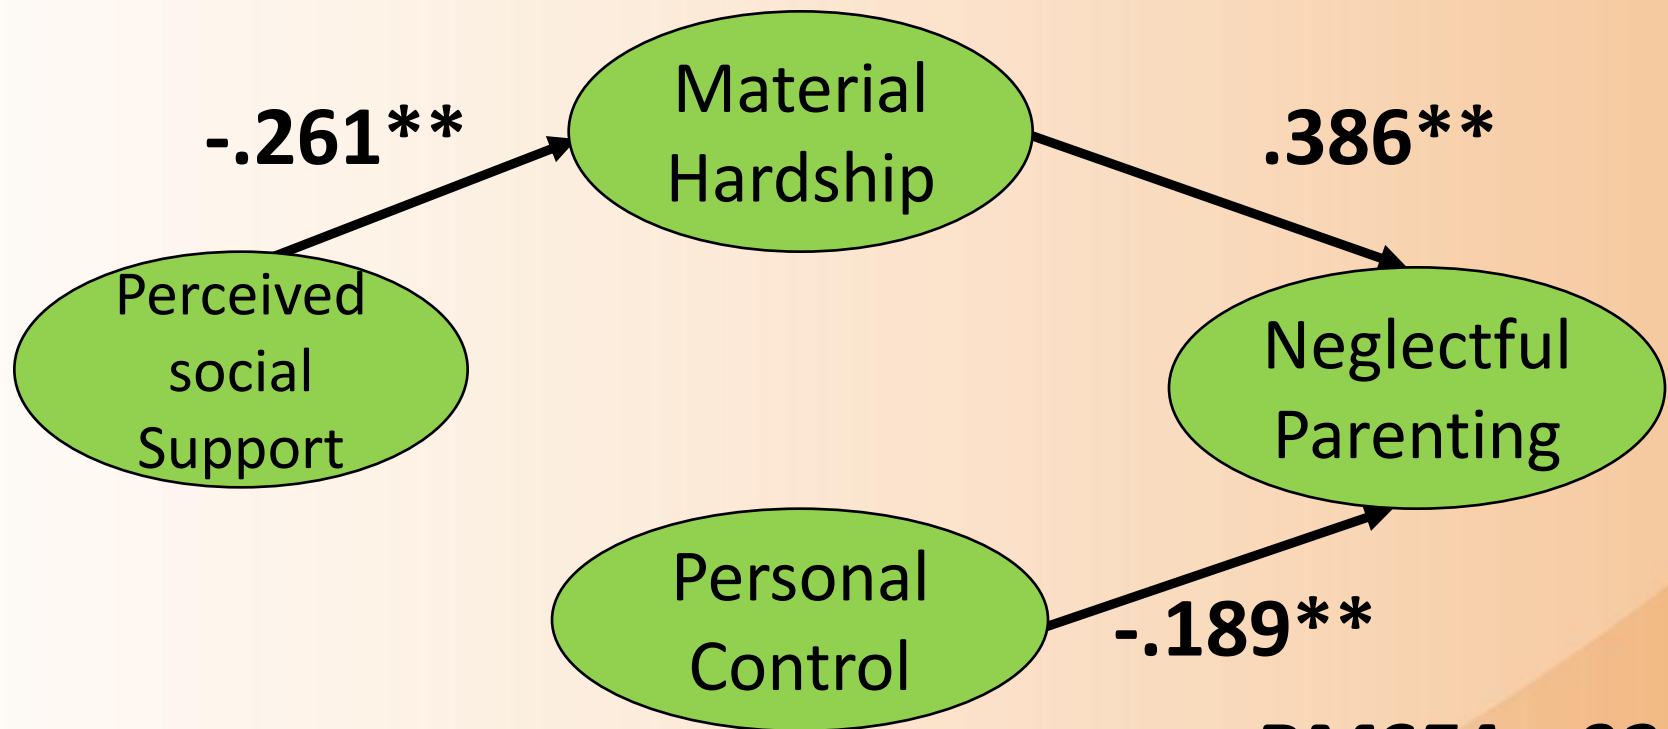 Material
Hardship
-.261**
.386**
Perceived
social
Support
Neglectful
Parenting
Personal
Control
-.189**